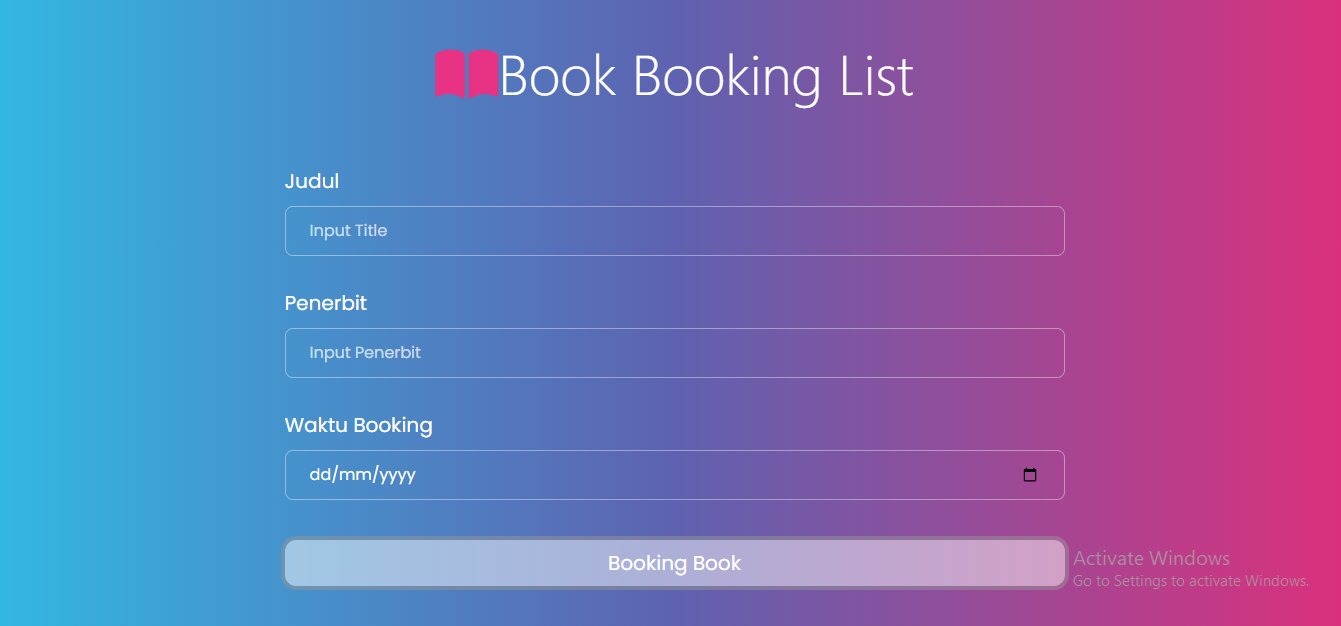 Book Booking List
Judul
Input Title
Penerbit
Input Penerbit
Waktu Booking
dd/mm/yyyy
Booking Book
Activate Windows
Go to Settings to activate Windows.